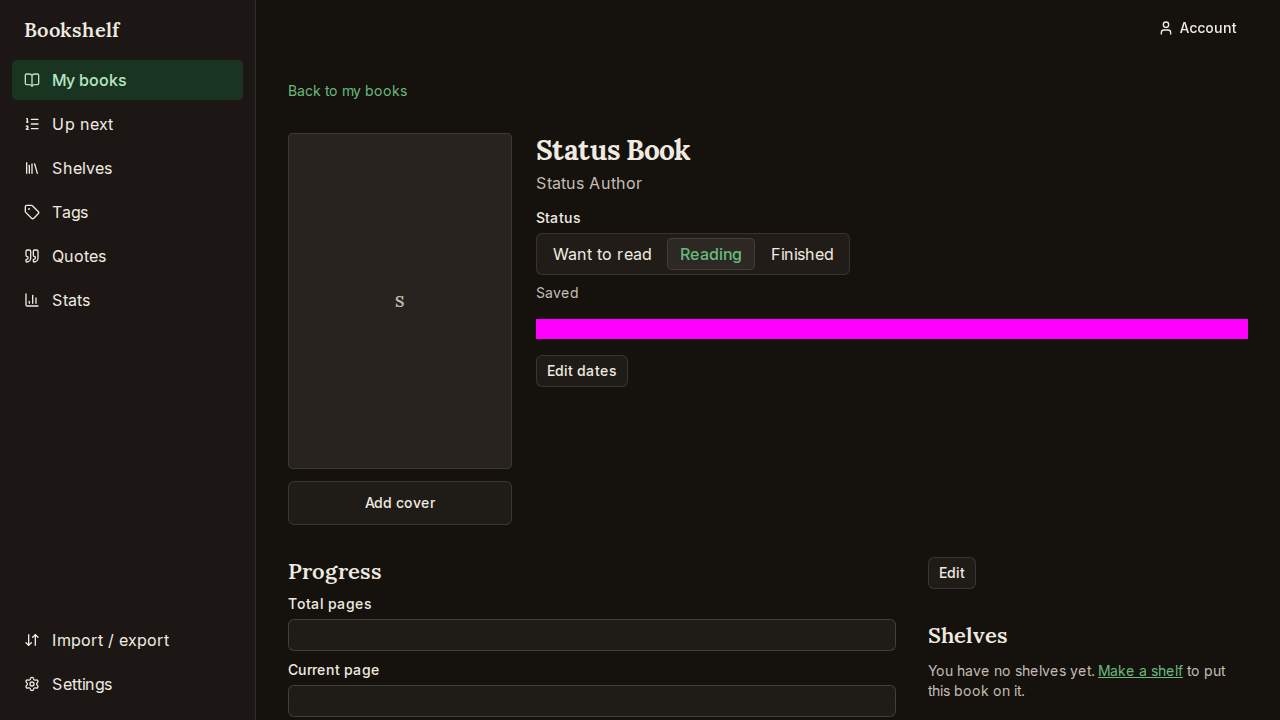 Bookshelf
My books
Up next
Shelves
Tags
Quotes
Stats
Import / export
Settings
Account
Back to my books
S
Add cover
Status Book
Status Author
Status
Want to read Reading Finished
Saved
Edit dates
Progress
Total pages
Current page
Edit
Shelves
You have no shelves yet. Make a shelf to put
this book on it.